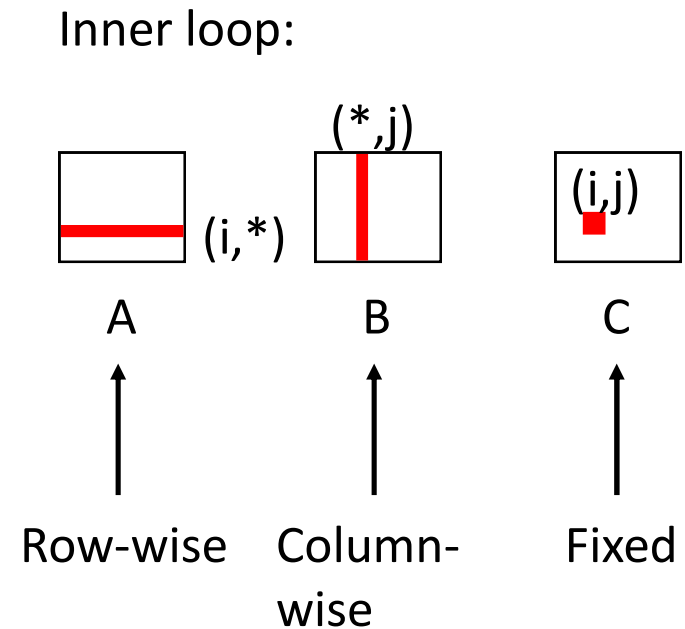 Inner loop:
(*,j)
(i,*)
(i,j)
A B C
Row-wise Column-
wise Fixed